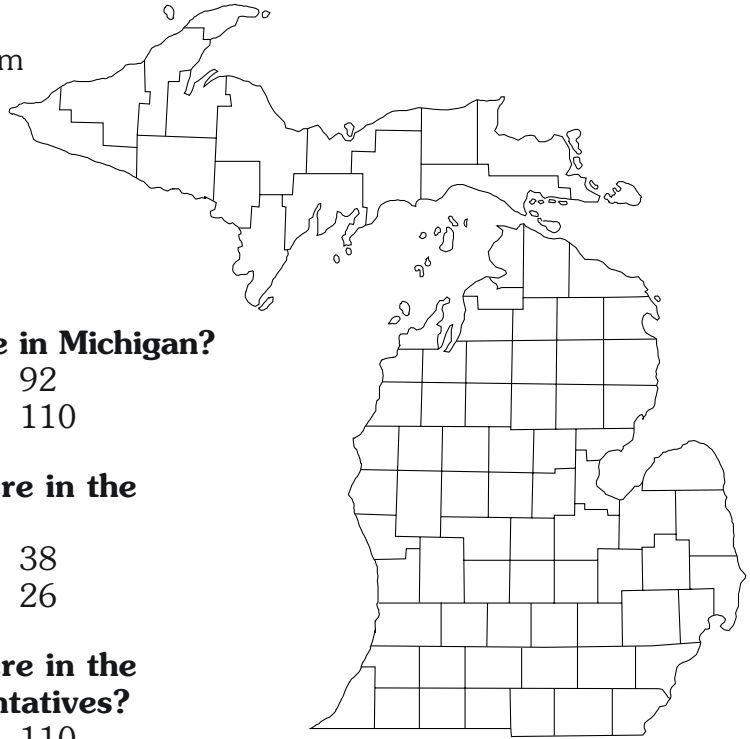 m
e in Michigan?
92
110
re in the
38
26
re in the
ntatives?
110